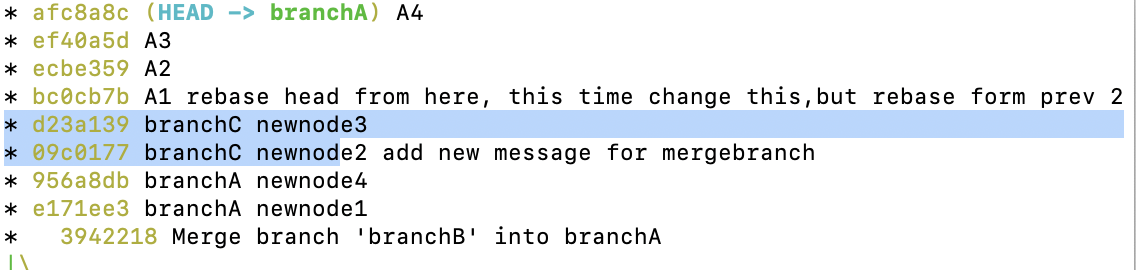 * afc8a8c (HEAD -> branchA) A4
* ef40a5d A3
* ecbe359 A2
* bc0cb7b A1 rebase head from here, this time change this,but rebase form prev 2
* d23a139 branchC newnode3
* 09c0177 branchC newnode2 add new message for mergebranch
* 956a8db branchA newnode4
* e171ee3 branchA newnode1
*   3942218 Merge branch 'branchB' into branchA
|\